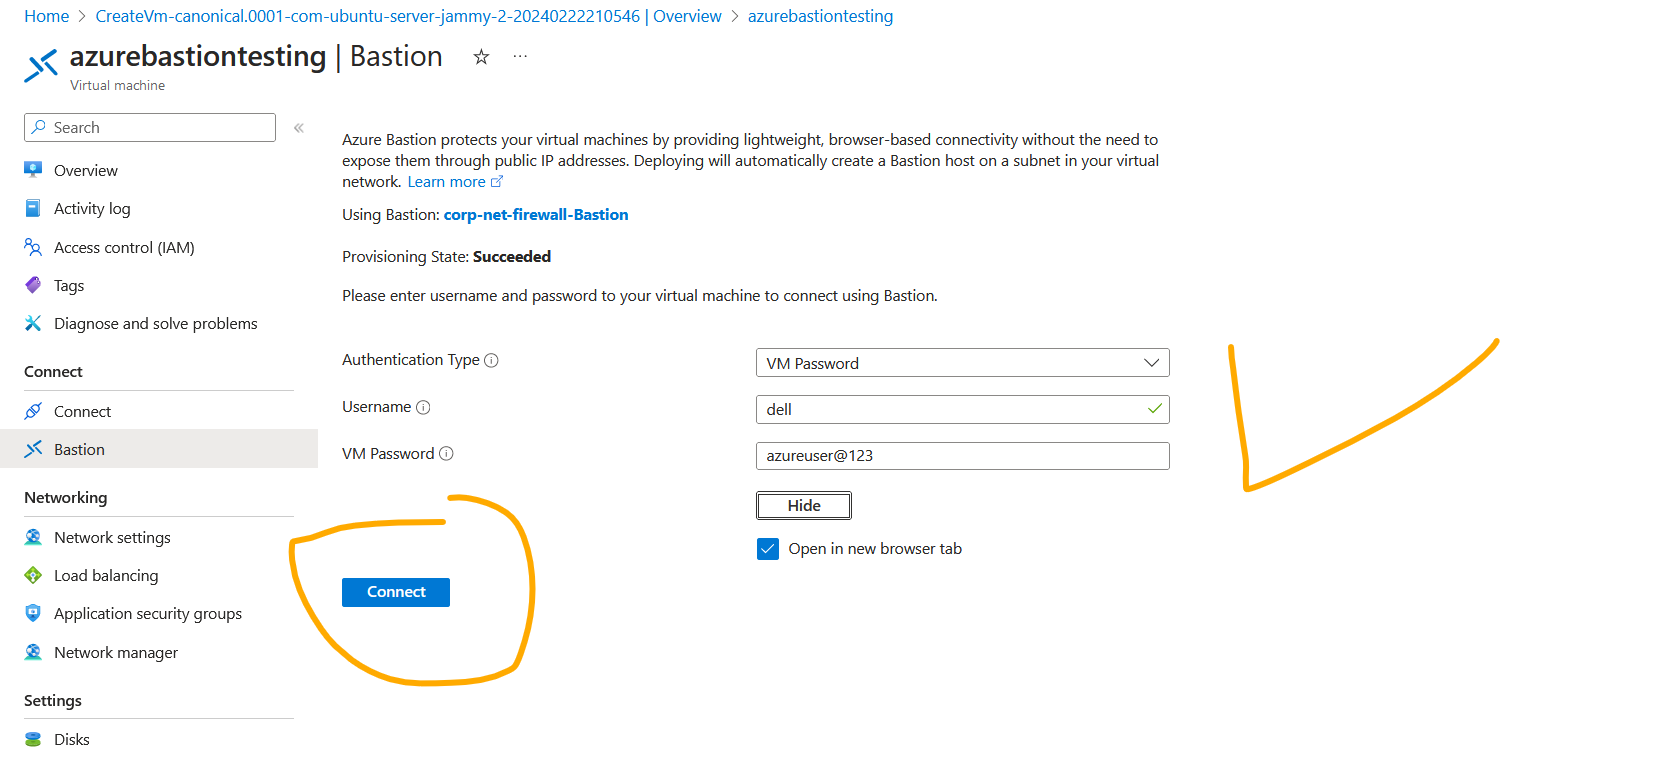 Home > CreateVm-canonical.0001-com-ubuntu-server-jammy-2-20240222210546 | Overview > azurebastiontesting
azurebastiontesting | Bastion ☆ ...
Virtual machine
Search «
Overview
Activity log
Access control (IAM)
Tags
Diagnose and solve problems
Connect
Connect
Bastion
Networking
Network settings
Load balancing
Application security groups
Network manager
Settings
Disks
Azure Bastion protects your virtual machines by providing lightweight, browser-based connectivity without the need to
expose them through public IP addresses. Deploying will automatically create a Bastion host on a subnet in your virtual
network. Learn more
Using Bastion: corp-net-firewall-Bastion
Provisioning State: Succeeded
Please enter username and password to your virtual machine to connect using Bastion.
Authentication Type VM Password
Username dell
VM Password azureuser@123
Hide
Open in new browser tab
Connect